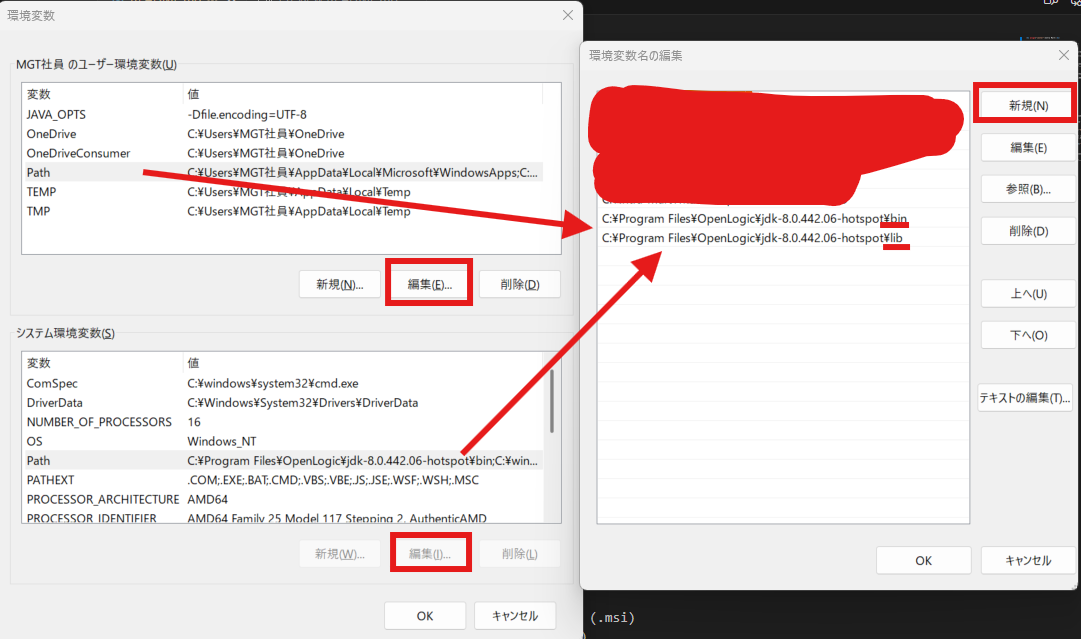 環境変数
MGT社員 のユーザー環境変数(U)
変数 値
JAVA_OPTS -Dfile.encoding=UTF-8
OneDrive C:¥Users¥MGT社員¥OneDrive
OneDriveConsumer C:¥Users¥MGT社員¥OneDrive
Path C:¥Users¥MGT社員¥AppData¥Local¥Microsoft¥WindowsApps;C:...
TEMP C:¥Users¥MGT社員¥AppData¥Local¥Temp
TMP C:¥Users¥MGT社員¥AppData¥Local¥Temp
新規(N)... 編集(E)... 削除(D)
システム環境変数(S)
変数 値
ComSpec C:¥windows¥system32¥cmd.exe
DriverData C:¥Windows¥System32¥Drivers¥DriverData
NUMBER_OF_PROCESSORS 16
OS Windows_NT
Path C:¥Program Files¥OpenLogic¥jdk-8.0.442.06-hotspot¥bin;C:¥win...
PATHEXT .COM;.EXE;.BAT;.CMD;.VBS;.VBE;.JS;.JSE;.WSF;.WSH;.MSC
PROCESSOR_ARCHITECTURE AMD64
PROCESSOR_IDENTIFIER AMD64 Family 25 Model 117 Stepping 2, AuthenticAMD
新規(W)... 編集(I)... 削除(L)
OK キャンセル
環境変数名の編集
C:¥Program Files¥OpenLogic¥jdk-8.0.442.06-hotspot¥bin
C:¥Program Files¥OpenLogic¥jdk-8.0.442.06-hotspot¥lib
新規(N)
編集(E)
参照(B)...
削除(D)
上へ(U)
下へ(O)
テキストの編集(T)...
OK キャンセル
(.msi)